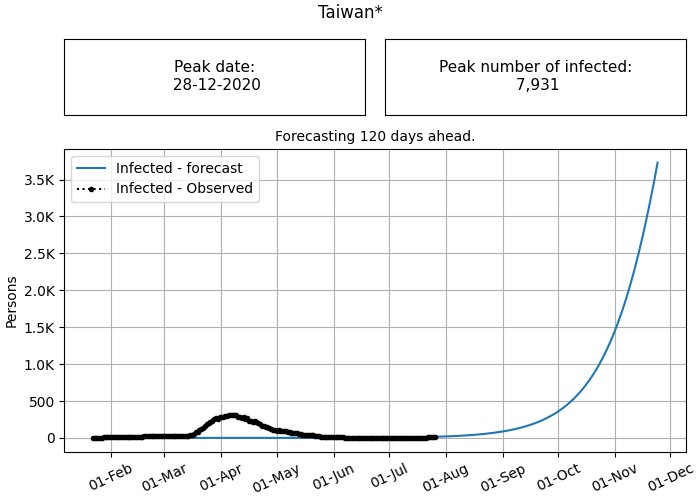 Taiwan*
Peak date:
28-12-2020
Peak number of infected:
7,931
Forecasting 120 days ahead.
Infected - forecast
Infected - Observed
Persons
3.5K
3.0K
2.5K
2.0K
1.5K
1.0K
500
0
01-Feb
01-Mar
01-Apr
01-May
01-Jun
01-Jul
01-Aug
01-Sep
01-Oct
01-Nov
01-Dec